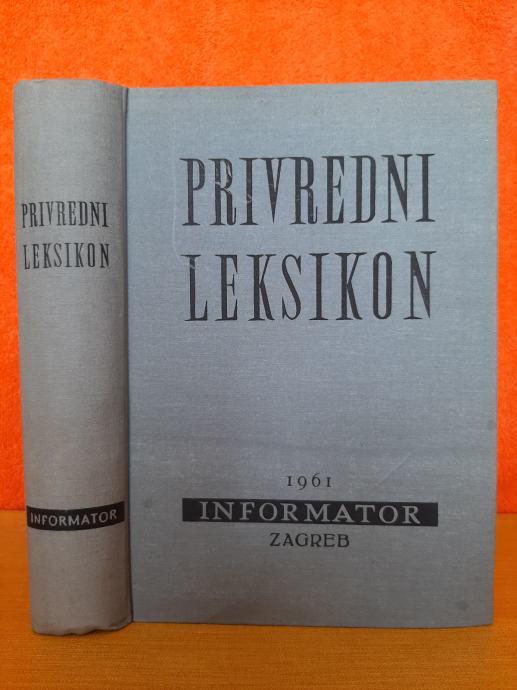 PRIVREDNI
LEKSIKON
INFORMATOR
PRIVREDNI
LEKSIKON
1961
INFORMATOR
ZAGREB